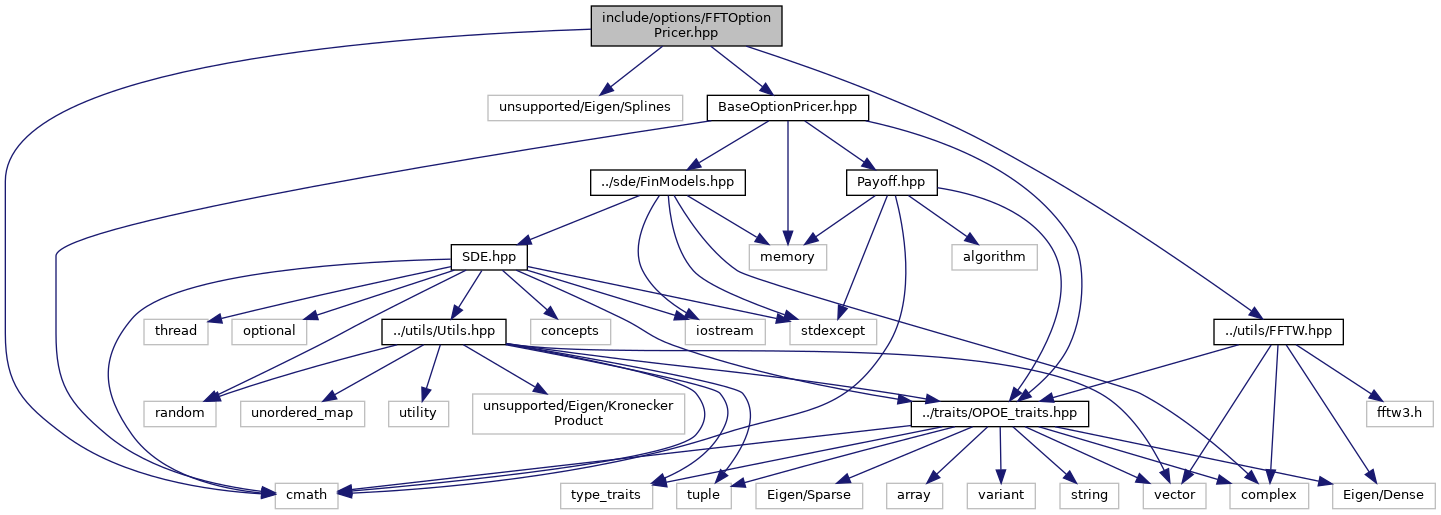 include/options/FFTOption
Pricer.hpp
unsupported/Eigen/Splines
BaseOptionPricer.hpp
../sde/FinModels.hpp
Payoff.hpp
SDE.hpp
memory
algorithm
thread
optional
../utils/Utils.hpp
concepts
iostream
stdexcept
../utils/FFTW.hpp
random
unordered_map
utility
unsupported/Eigen/Kronecker
Product
../traits/OPOE_traits.hpp
fftw3.h
cmath
type_traits
tuple
Eigen/Sparse
array
variant
string
vector
complex
Eigen/Dense